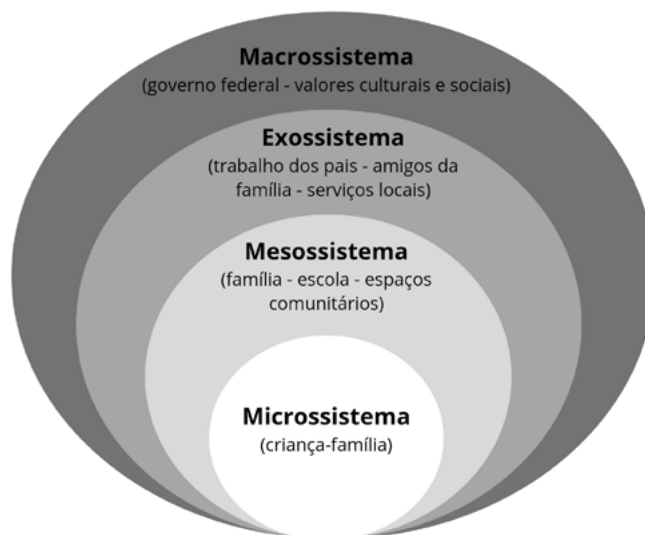 Macrossistema
(governo federal - valores culturais e sociais)
Exossistema
(trabalho dos pais - amigos da
família - serviços locais)
Mesossistema
(família - escola - espaços
comunitários)
Microssistema
(criança-família)